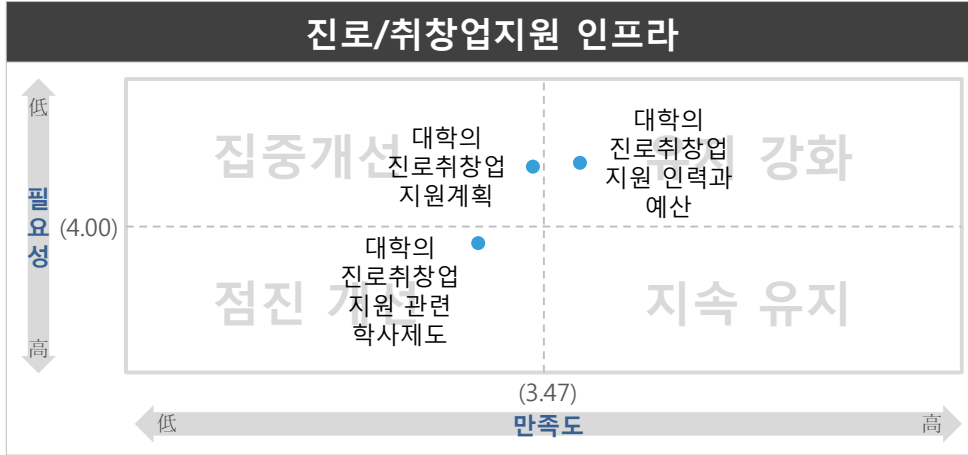 진로/취창업지원 인프라
低
필요성
(4.00)
高
집중개선
유지 강화
점진 개선
지속 유지
대학의
진로취창업
지원계획
대학의
진로취창업
지원 인력과
예산
대학의
진로취창업
지원 관련
학사제도
(3.47)
低
만족도
高